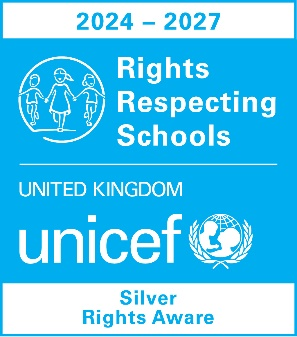 2024 – 2027
Rights
Respecting
Schools
UNITED KINGDOM
unicef
Silver
Rights Aware